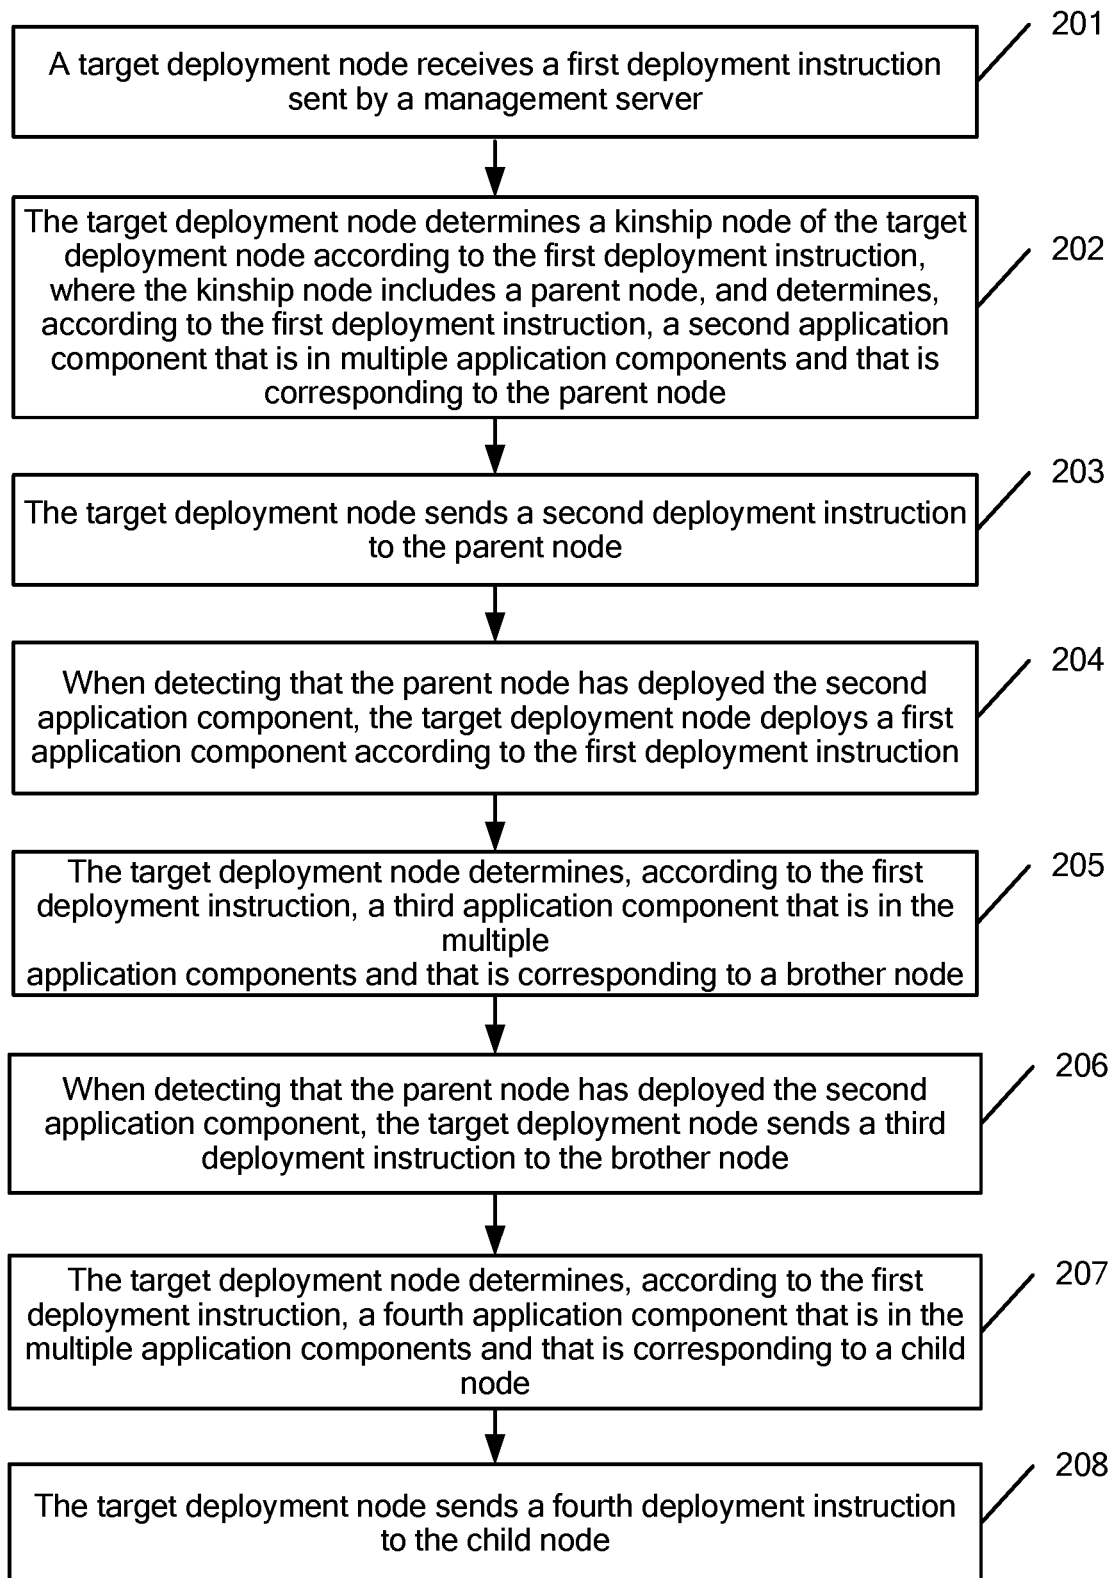 201
A target deployment node receives a first deployment instruction
sent by a management server
202
The target deployment node determines a kinship node of the target
deployment node according to the first deployment instruction,
where the kinship node includes a parent node, and determines,
according to the first deployment instruction, a second application
component that is in multiple application components and that is
corresponding to the parent node
203
The target deployment node sends a second deployment instruction
to the parent node
204
When detecting that the parent node has deployed the second
application component, the target deployment node deploys a first
application component according to the first deployment instruction
205
The target deployment node determines, according to the first
deployment instruction, a third application component that is in the
multiple
application components and that is corresponding to a brother node
206
When detecting that the parent node has deployed the second
application component, the target deployment node sends a third
deployment instruction to the brother node
207
The target deployment node determines, according to the first
deployment instruction, a fourth application component that is in the
multiple application components and that is corresponding to a child
node
208
The target deployment node sends a fourth deployment instruction
to the child node